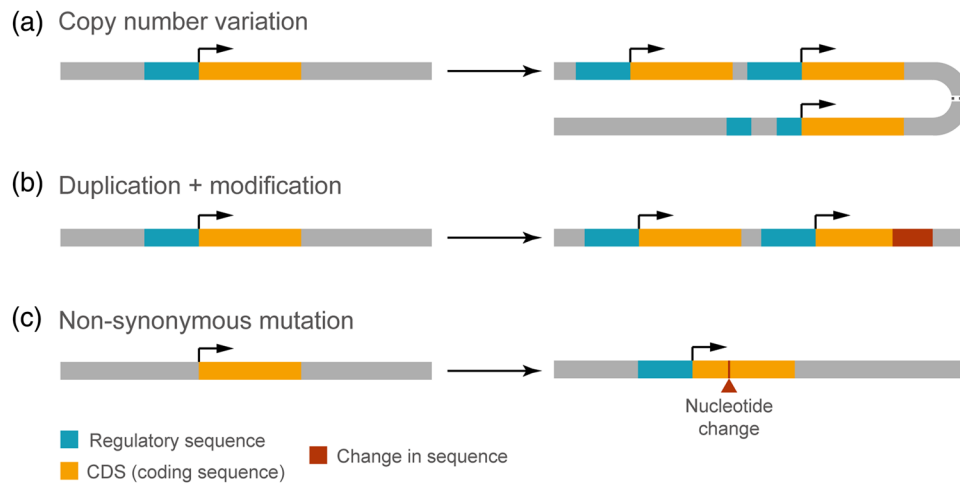 (a) Copy number variation
(b) Duplication + modification
(c) Non-synonymous mutation
Nucleotide
change
Regulatory sequence
CDS (coding sequence)
Change in sequence